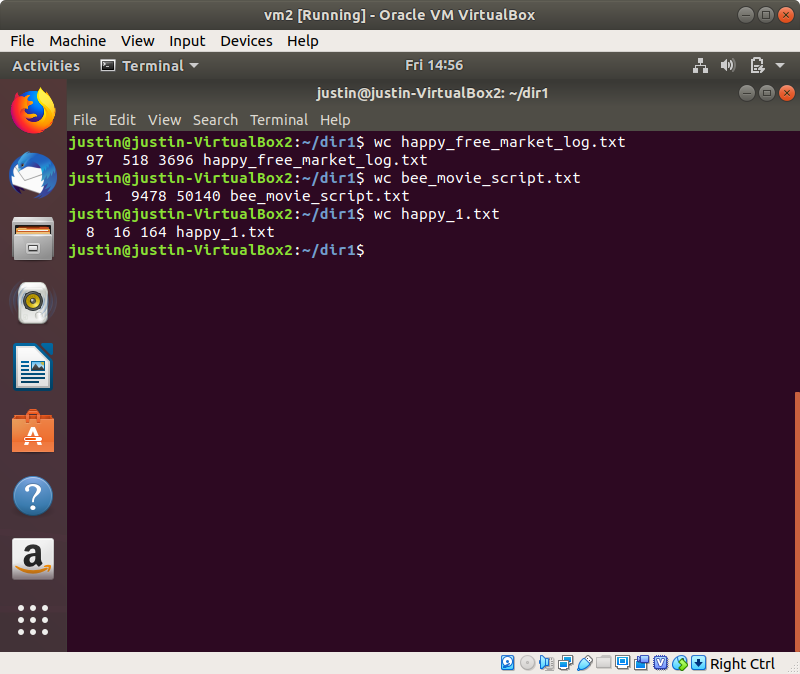 vm2 [Running] - Oracle VM VirtualBox
File Machine View Input Devices Help
Activities Terminal Fri 14:56
justin@justin-VirtualBox2: ~/dir1
File Edit View Search Terminal Help
justin@justin-VirtualBox2:~/dir1$ wc happy_free_market_log.txt
97 518 3696 happy_free_market_log.txt
justin@justin-VirtualBox2:~/dir1$ wc bee_movie_script.txt
1 9478 50140 bee_movie_script.txt
justin@justin-VirtualBox2:~/dir1$ wc happy_1.txt
8 16 164 happy_1.txt
justin@justin-VirtualBox2:~/dir1$
A
?
a
V
Right Ctrl